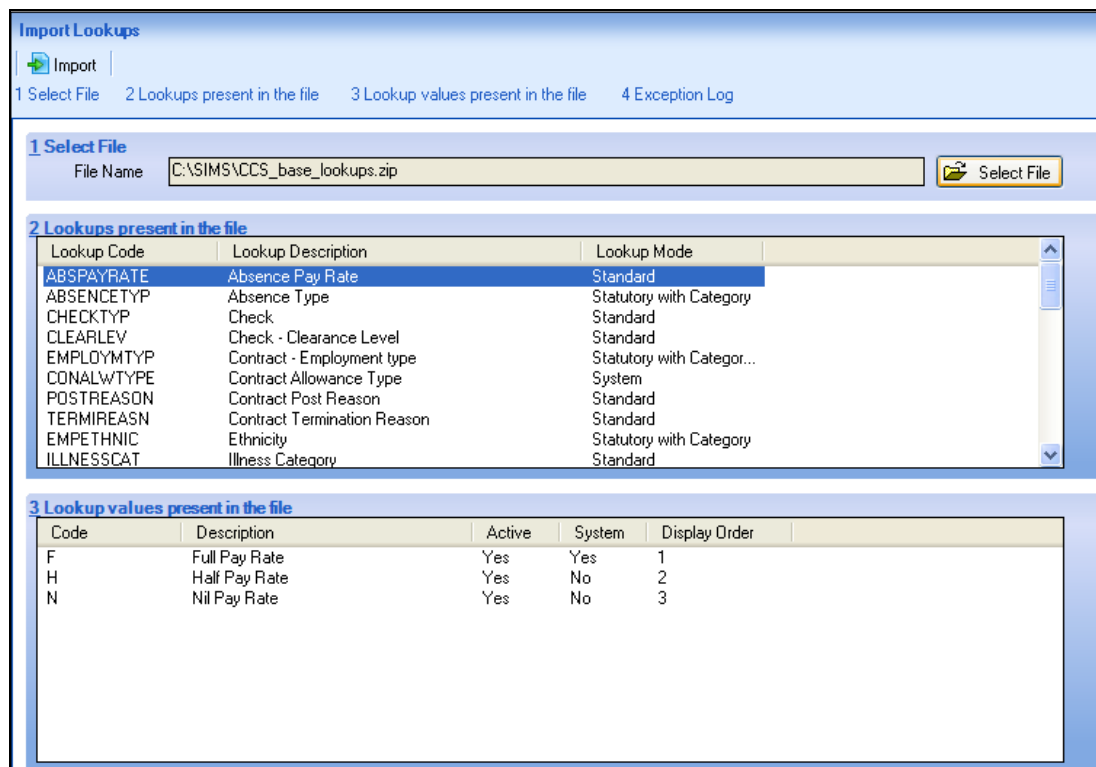 Import Lookups
Import
1 Select File 2 Lookups present in the file 3 Lookup values present in the file 4 Exception Log
1 Select File
File Name C:\SIMS\CCS_base_lookups.zip Select File
2 Lookups present in the file
Lookup Code Lookup Description Lookup Mode
ABSPAYRATE Absence Pay Rate Standard
ABSENCETYP Absence Type Statutory with Category
CHECKTYP Check Standard
CLEARLEV Check - Clearance Level Standard
EMPLOYMTYP Contract - Employment type Statutory with Categor...
CONALWTYPE Contract Allowance Type System
POSTREASON Contract Post Reason Standard
TERMIREASN Contract Termination Reason Standard
EMPETHNIC Ethnicity Statutory with Category
ILLNESSCAT Illness Category Standard
3 Lookup values present in the file
Code Description Active System Display Order
F Full Pay Rate Yes Yes 1
H Half Pay Rate Yes No 2
N Nil Pay Rate Yes No 3